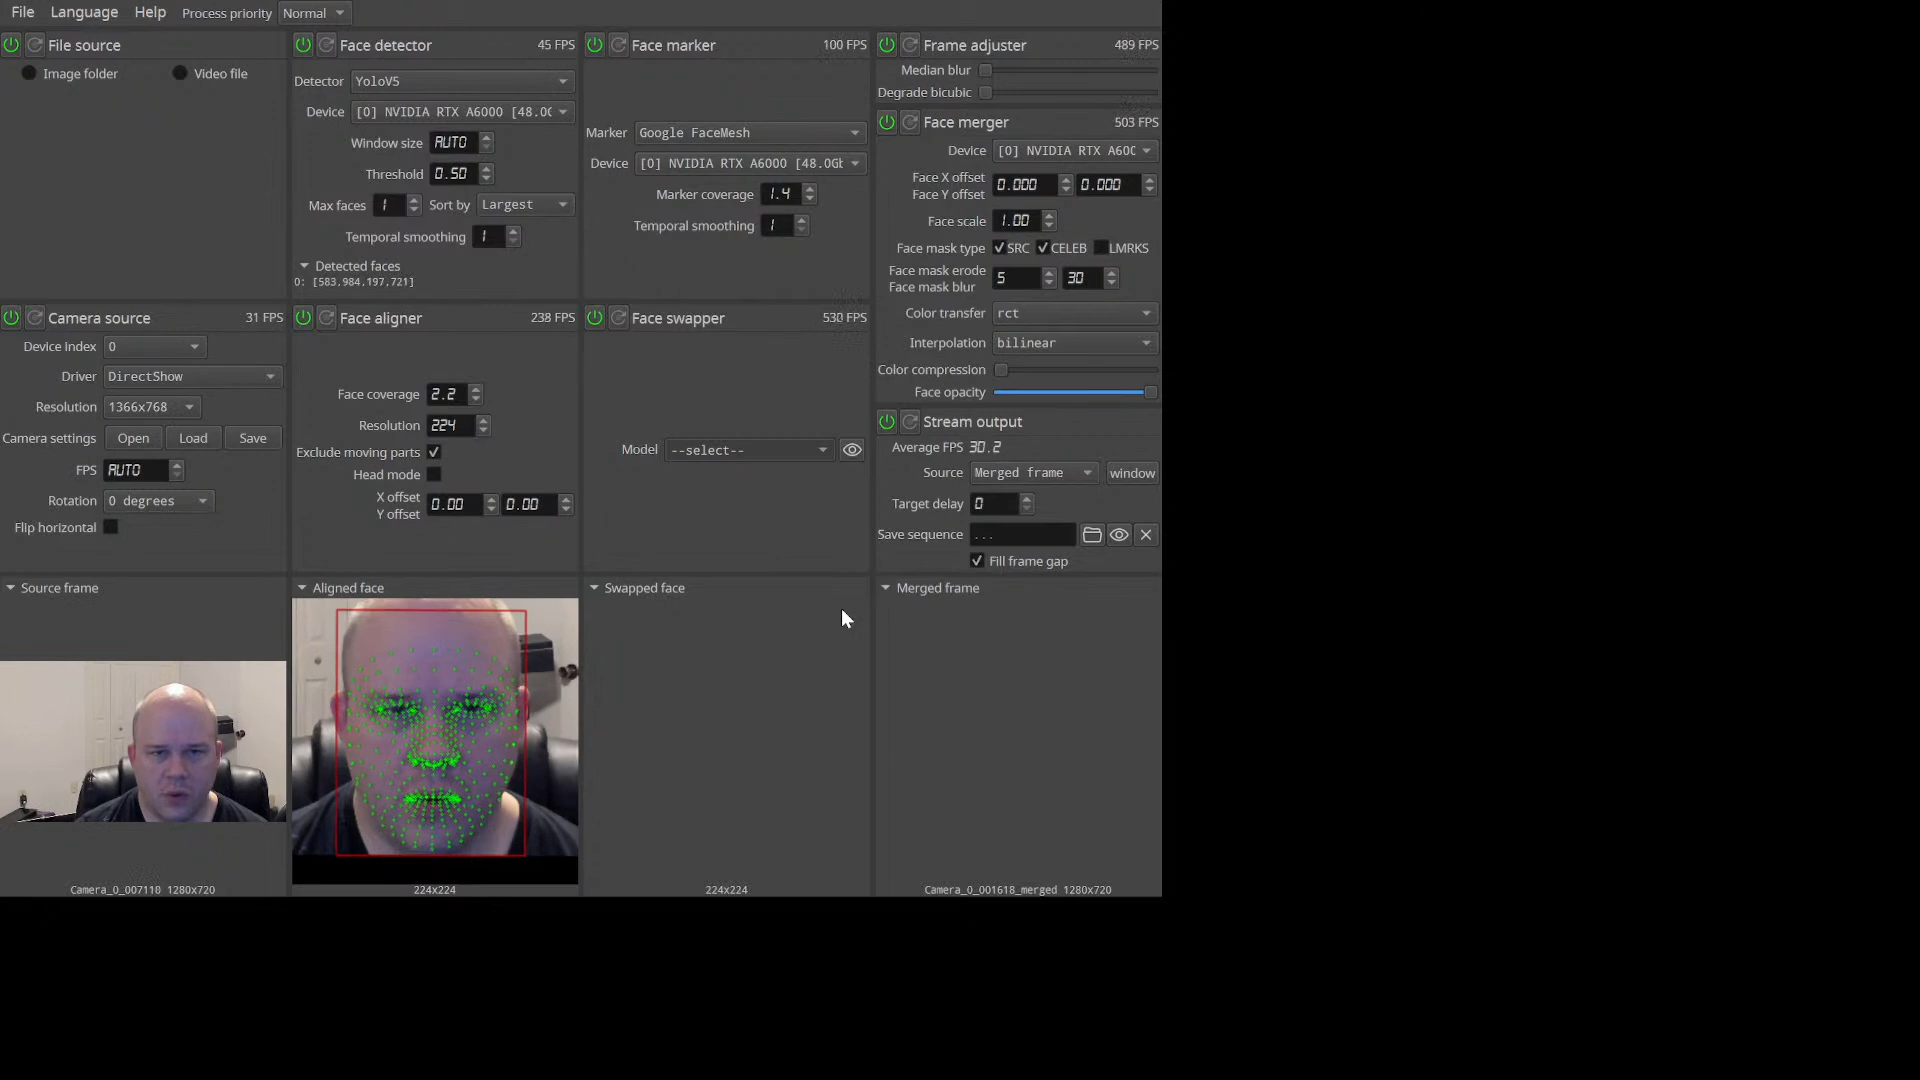 File Language Help Process priority Normal
File source
Image folder Video file
Face detector 45 FPS
Detector YoloV5
Device [0] NVIDIA RTX A6000 [48.0G
Window size AUTO
Threshold 0.50
Max faces 1 Sort by Largest
Temporal smoothing 1
Detected faces
0: [583,984,197,721]
Face marker 100 FPS
Marker Google FaceMesh
Device [0] NVIDIA RTX A6000 [48.0Gb
Marker coverage 1.4
Temporal smoothing 1
Frame adjuster 489 FPS
Median blur
Degrade bicubic
Face merger 503 FPS
Device [0] NVIDIA RTX A600
Face X offset
Face Y offset
0.000 0.000
Face scale 1.00
Face mask type SRC CELEB LMRKS
Face mask erode
Face mask blur
5 30
Color transfer rct
Interpolation bilinear
Color compression
Face opacity
Camera source 31 FPS
Device index 0
Driver DirectShow
Resolution 1366x768
Camera settings Open Load Save
FPS AUTO
Rotation 0 degrees
Flip horizontal
Face aligner 238 FPS
Face coverage 2.2
Resolution 224
Exclude moving parts
Head mode
X offset
Y offset
0.00 0.00
Face swapper 530 FPS
Model --select--
Stream output
Average FPS 30.2
Source Merged frame window
Target delay 0
Save sequence ...
Fill frame gap
Source frame
Camera_0_007110 1280x720
Aligned face
224x224
Swapped face
224x224
Merged frame
Camera_0_001618_merged 1280x720